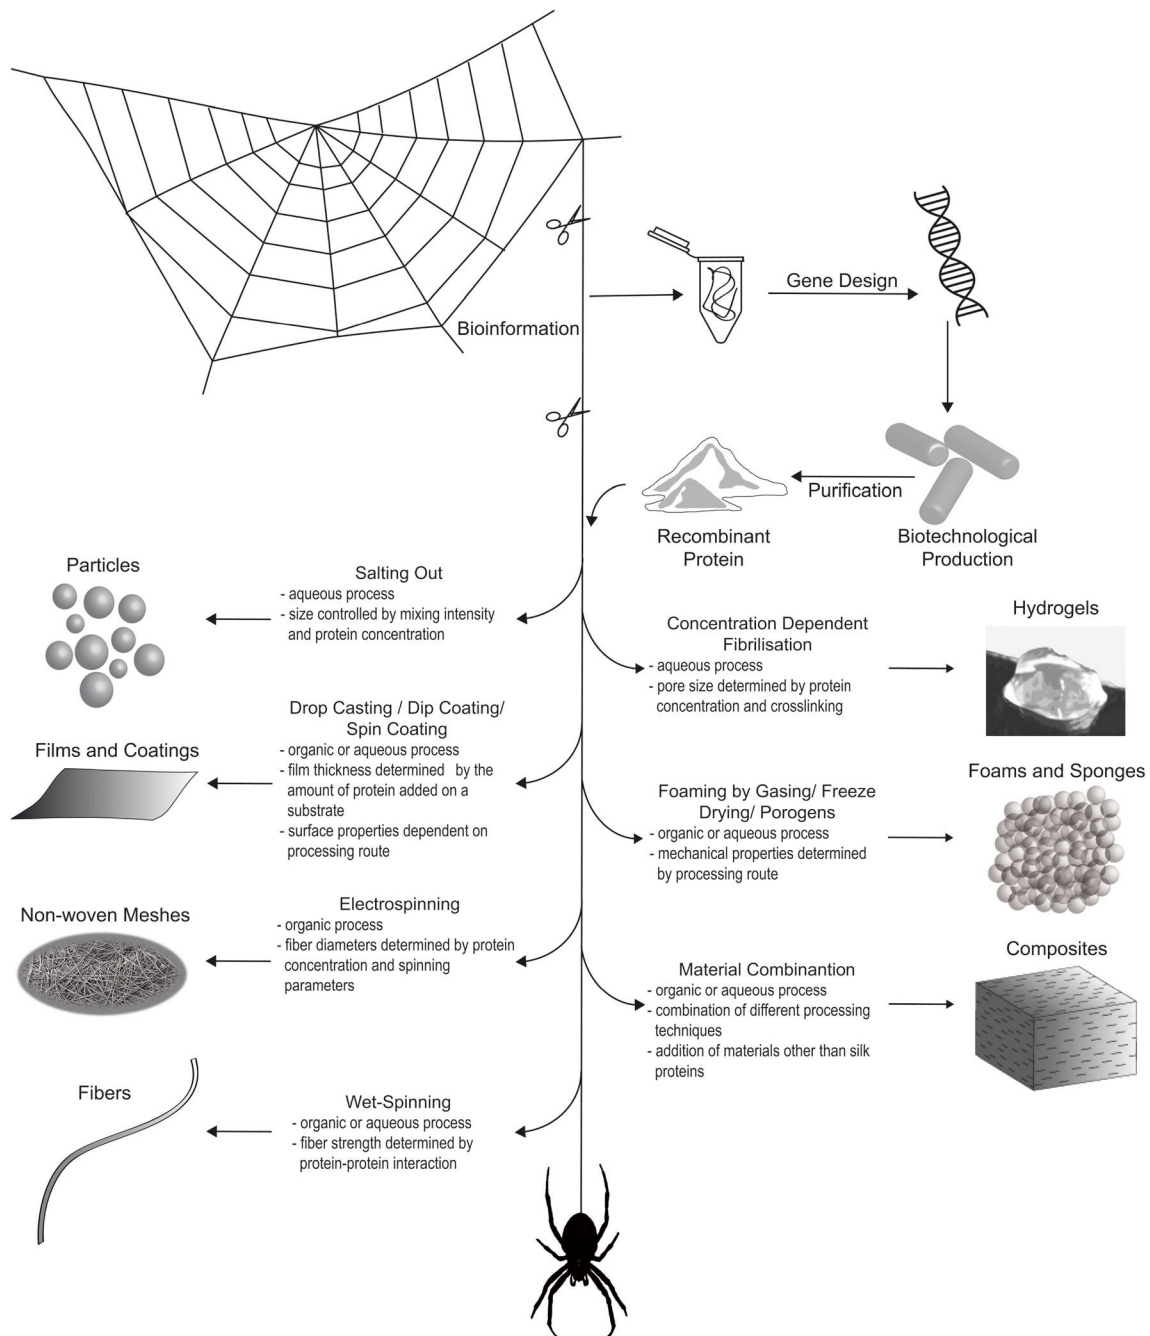 Gene Design
Bioinformation
Purification
Recombinant
Protein
Biotechnological
Production
Particles
Salting Out
- aqueous process
- size controlled by mixing intensity
and protein concentration
Hydrogels
Concentration Dependent
Fibrilisation
- aqueous process
- pore size determined by protein
concentration and crosslinking
Films and Coatings
Drop Casting / Dip Coating/
Spin Coating
- organic or aqueous process
- film thickness determined by the
amount of protein added on a
substrate
- surface properties dependent on
processing route
Foams and Sponges
Foaming by Gasing/ Freeze
Drying/ Porogens
- organic or aqueous process
- mechanical properties determined
by processing route
Non-woven Meshes
Electrospinning
- organic process
- fiber diameters determined by protein
concentration and spinning
parameters
Composites
Material Combinantion
- organic or aqueous process
- combination of different processing
techniques
- addition of materials other than silk
proteins
Fibers
Wet-Spinning
- organic or aqueous process
- fiber strength determined by
protein-protein interaction